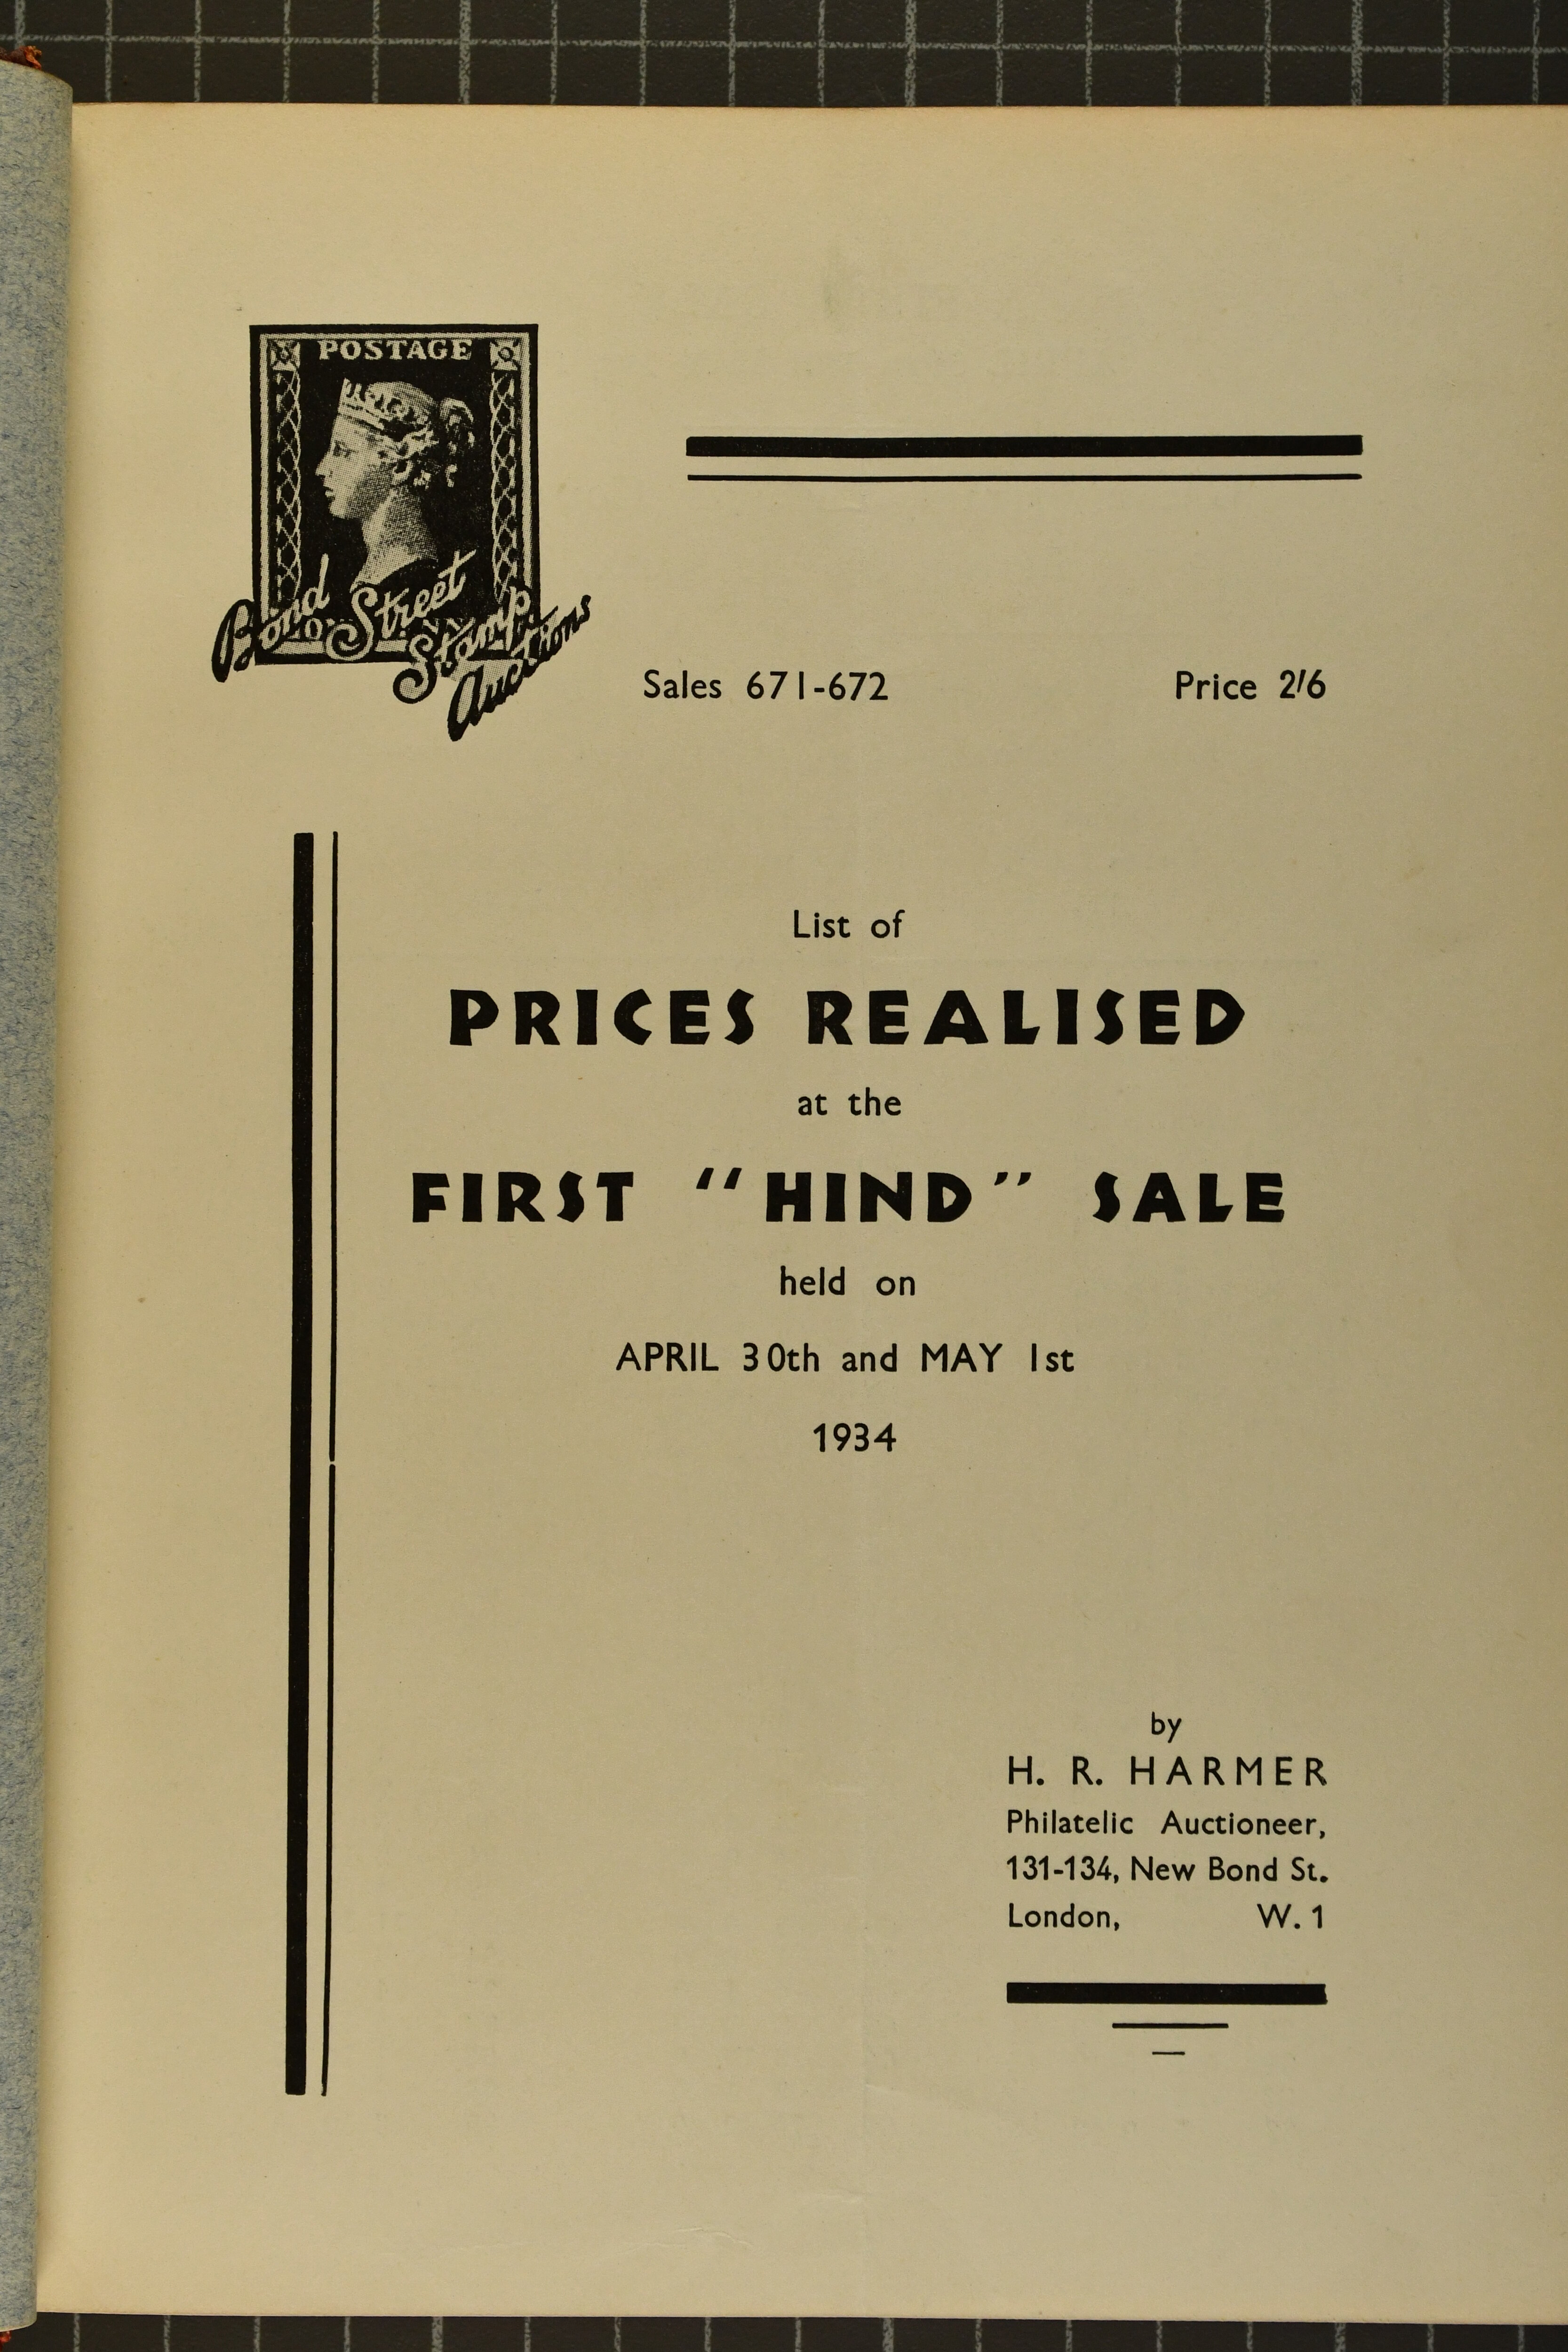 POSTAGE
Bond Street
Stamp
Auctions
Sales 671-672 Price 2/6
List of
PRICES REALISED
at the
FIRST "HIND" SALE
held on
APRIL 30th and MAY 1st
1934
by
H. R. HARMER
Philatelic Auctioneer,
131-134, New Bond St.
London, W. 1